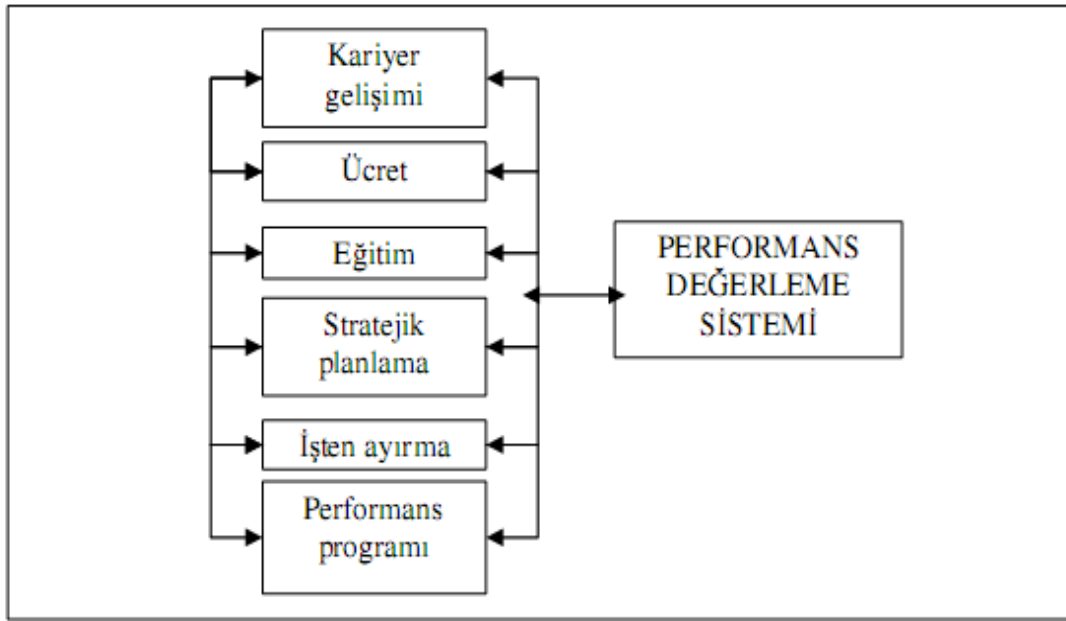 Kariyer
gelişimi
Ücret
Eğitim
Stratejik
planlama
İşten ayırma
Performans
programı
PERFORMANS
DEĞERLEME
SİSTEMİ